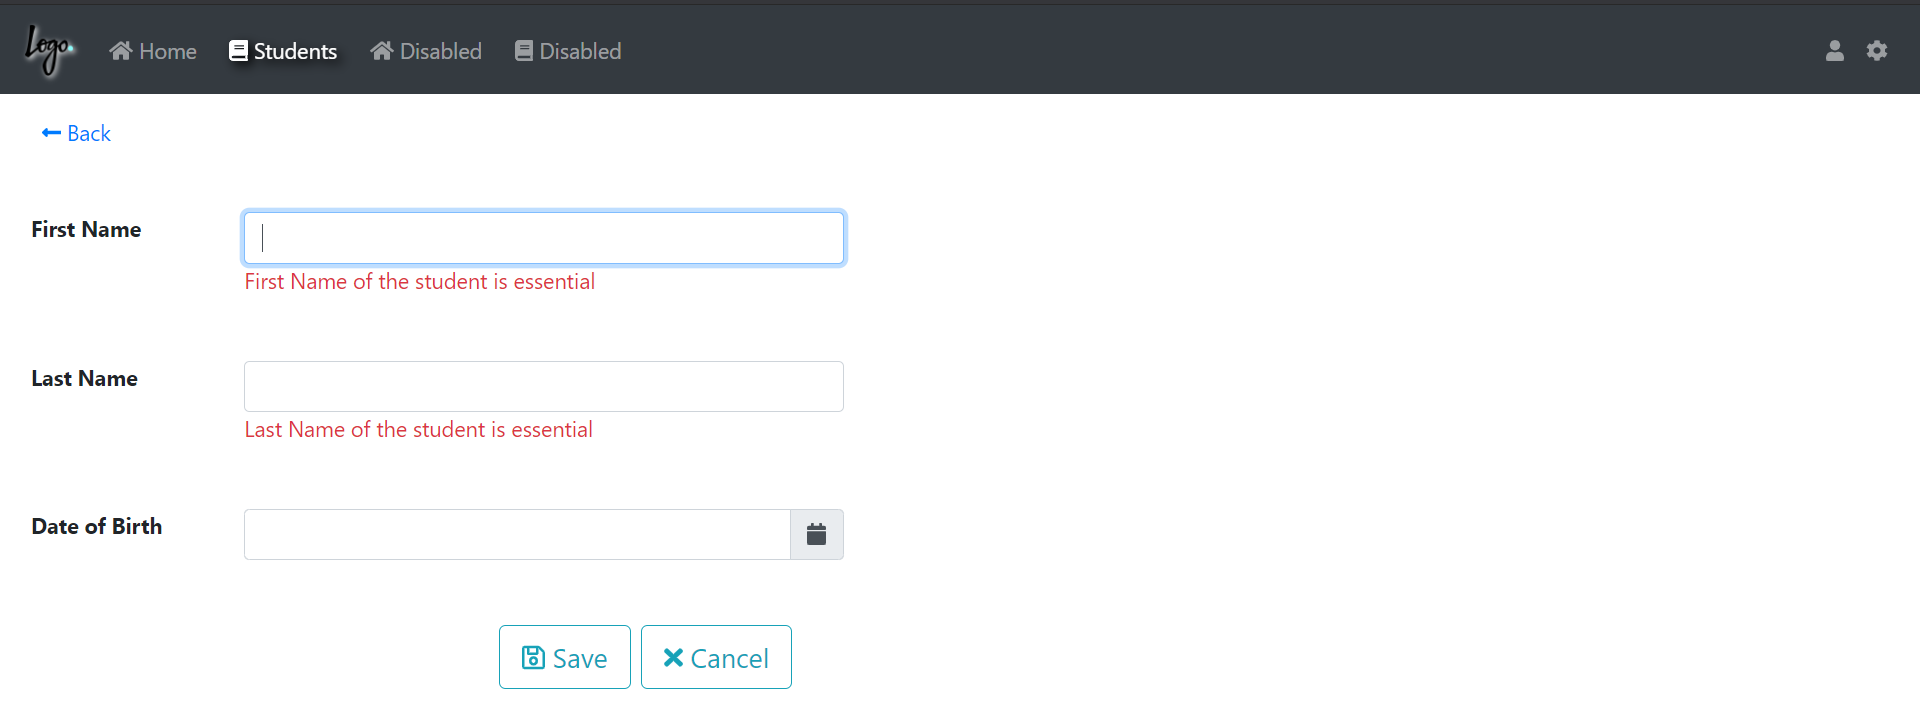 Logo.
Home Students Disabled Disabled
Back
First Name
First Name of the student is essential
Last Name
Last Name of the student is essential
Date of Birth
Save Cancel